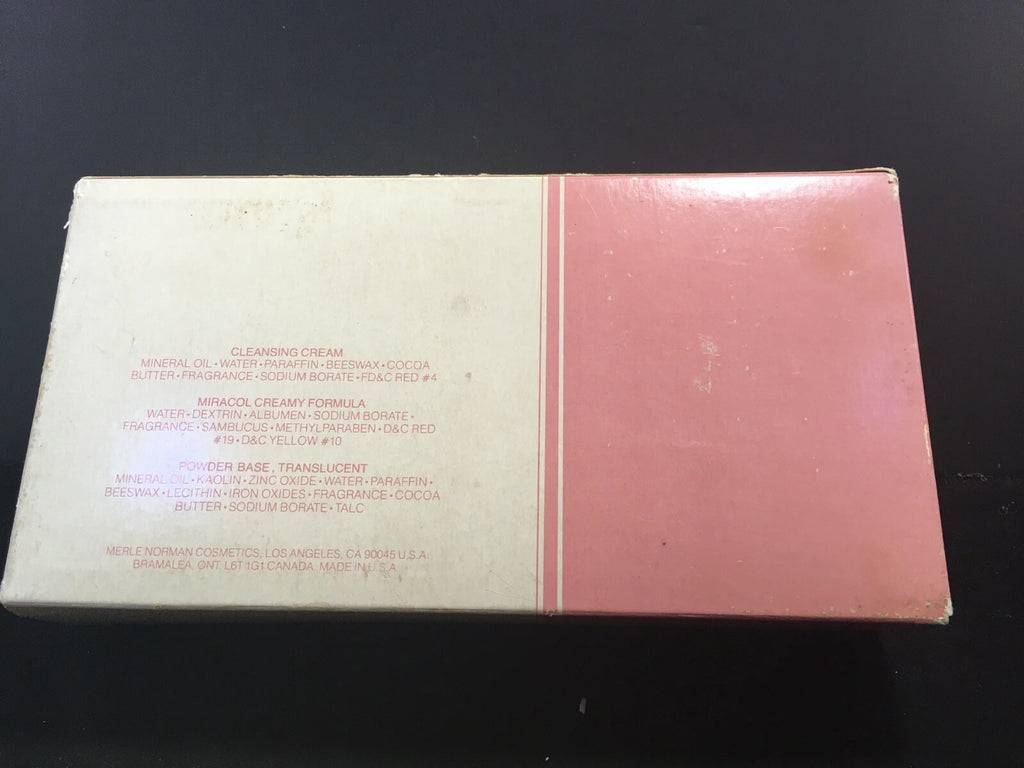 CLEANSING CREAM
MINERAL OIL • WATER • PARAFFIN • BEESWAX • COCOA
BUTTER • FRAGRANCE • SODIUM BORATE • FD&C RED #4
MIRACOL CREAMY FORMULA
WATER • DEXTRIN • ALBUMEN • SODIUM BORATE •
FRAGRANCE • SAMBUCUS • METHYLPARABEN • D&C RED
#19 • D&C YELLOW #10
POWDER BASE, TRANSLUCENT
MINERAL OIL • KAOLIN • ZINC OXIDE • WATER • PARAFFIN •
BEESWAX • LECITHIN • IRON OXIDES • FRAGRANCE • COCOA
BUTTER • SODIUM BORATE • TALC
MERLE NORMAN COSMETICS, LOS ANGELES, CA 90045 U.S.A.
BRAMALEA, ONT. L6T 1G1 CANADA. MADE IN U.S.A